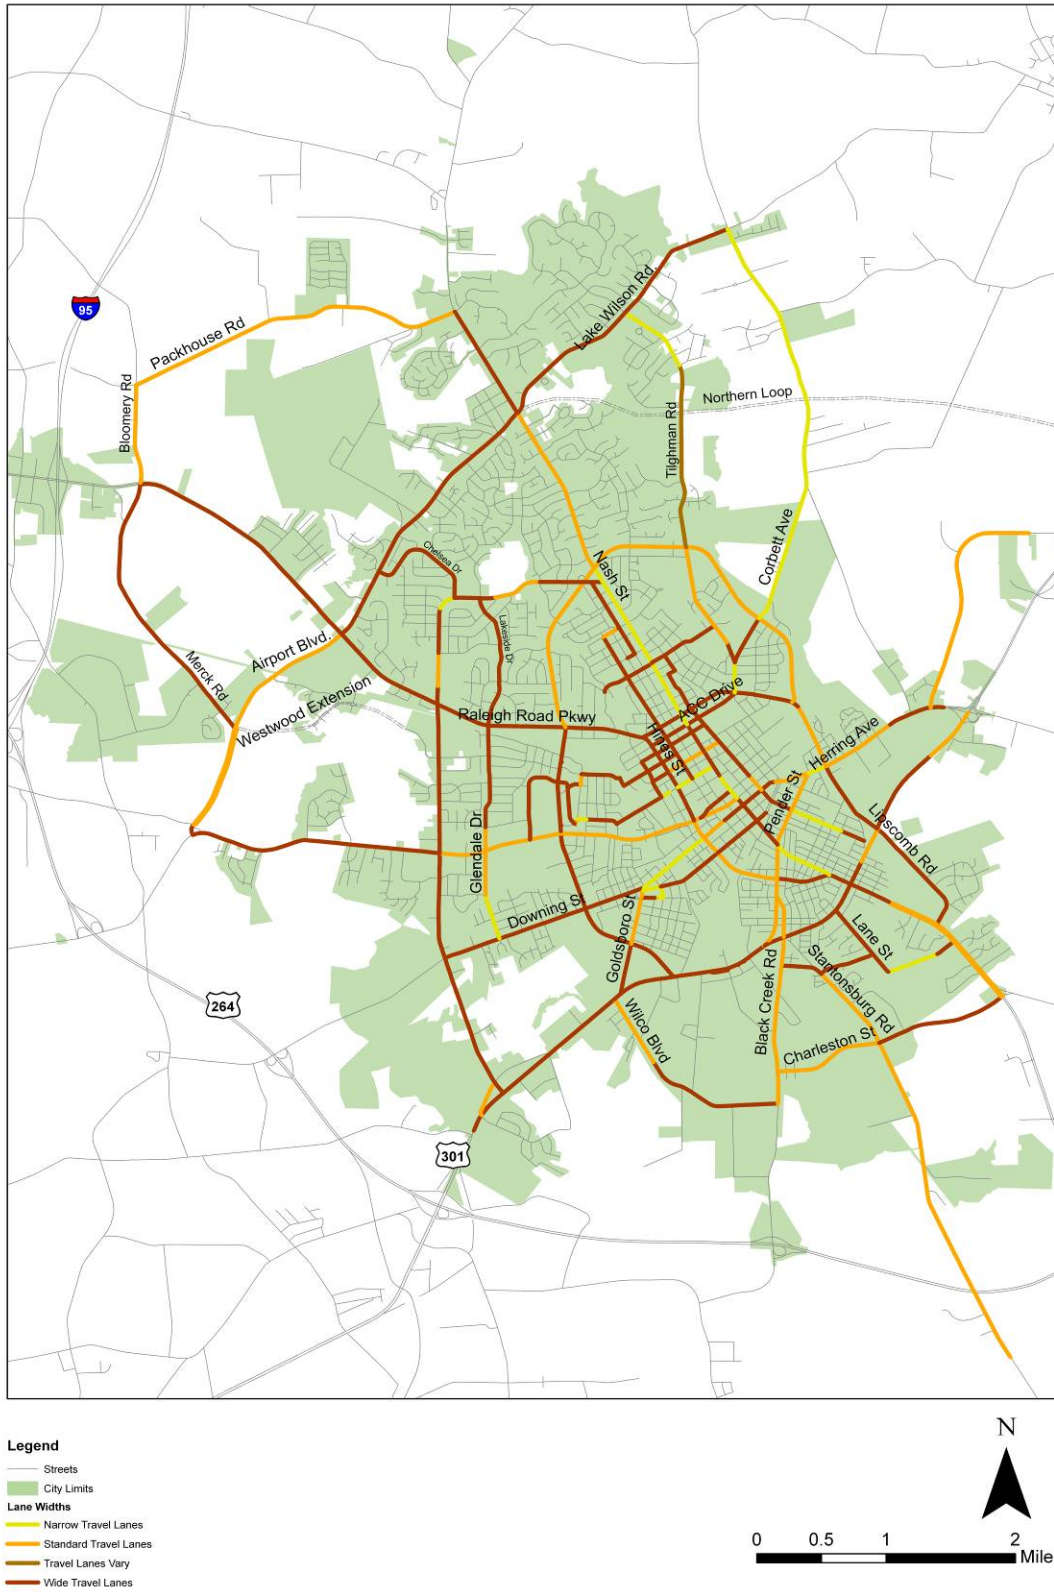 95
Packhouse Rd
Bloomery Rd
Lake Wilson Rd.
Northern Loop
Tilghman Rd
Corbett Ave
Nash St
Chelsea Dr
Lakeside Dr
Airport Blvd.
Merck Rd
Westwood Extension
Raleigh Road Pkwy
ACC Drive
Hines St
Herring Ave
Pender St
Lipscomb Rd
Glendale Dr
Downing St
Goldsboro St
Lane St
Stantonsburg Rd
Black Creek Rd
Wilco Blvd
Charleston St
264
301
Legend
Streets
City Limits
Lane Widths
Narrow Travel Lanes
Standard Travel Lanes
Travel Lanes Vary
Wide Travel Lanes
N
0 0.5 1 2
Mile